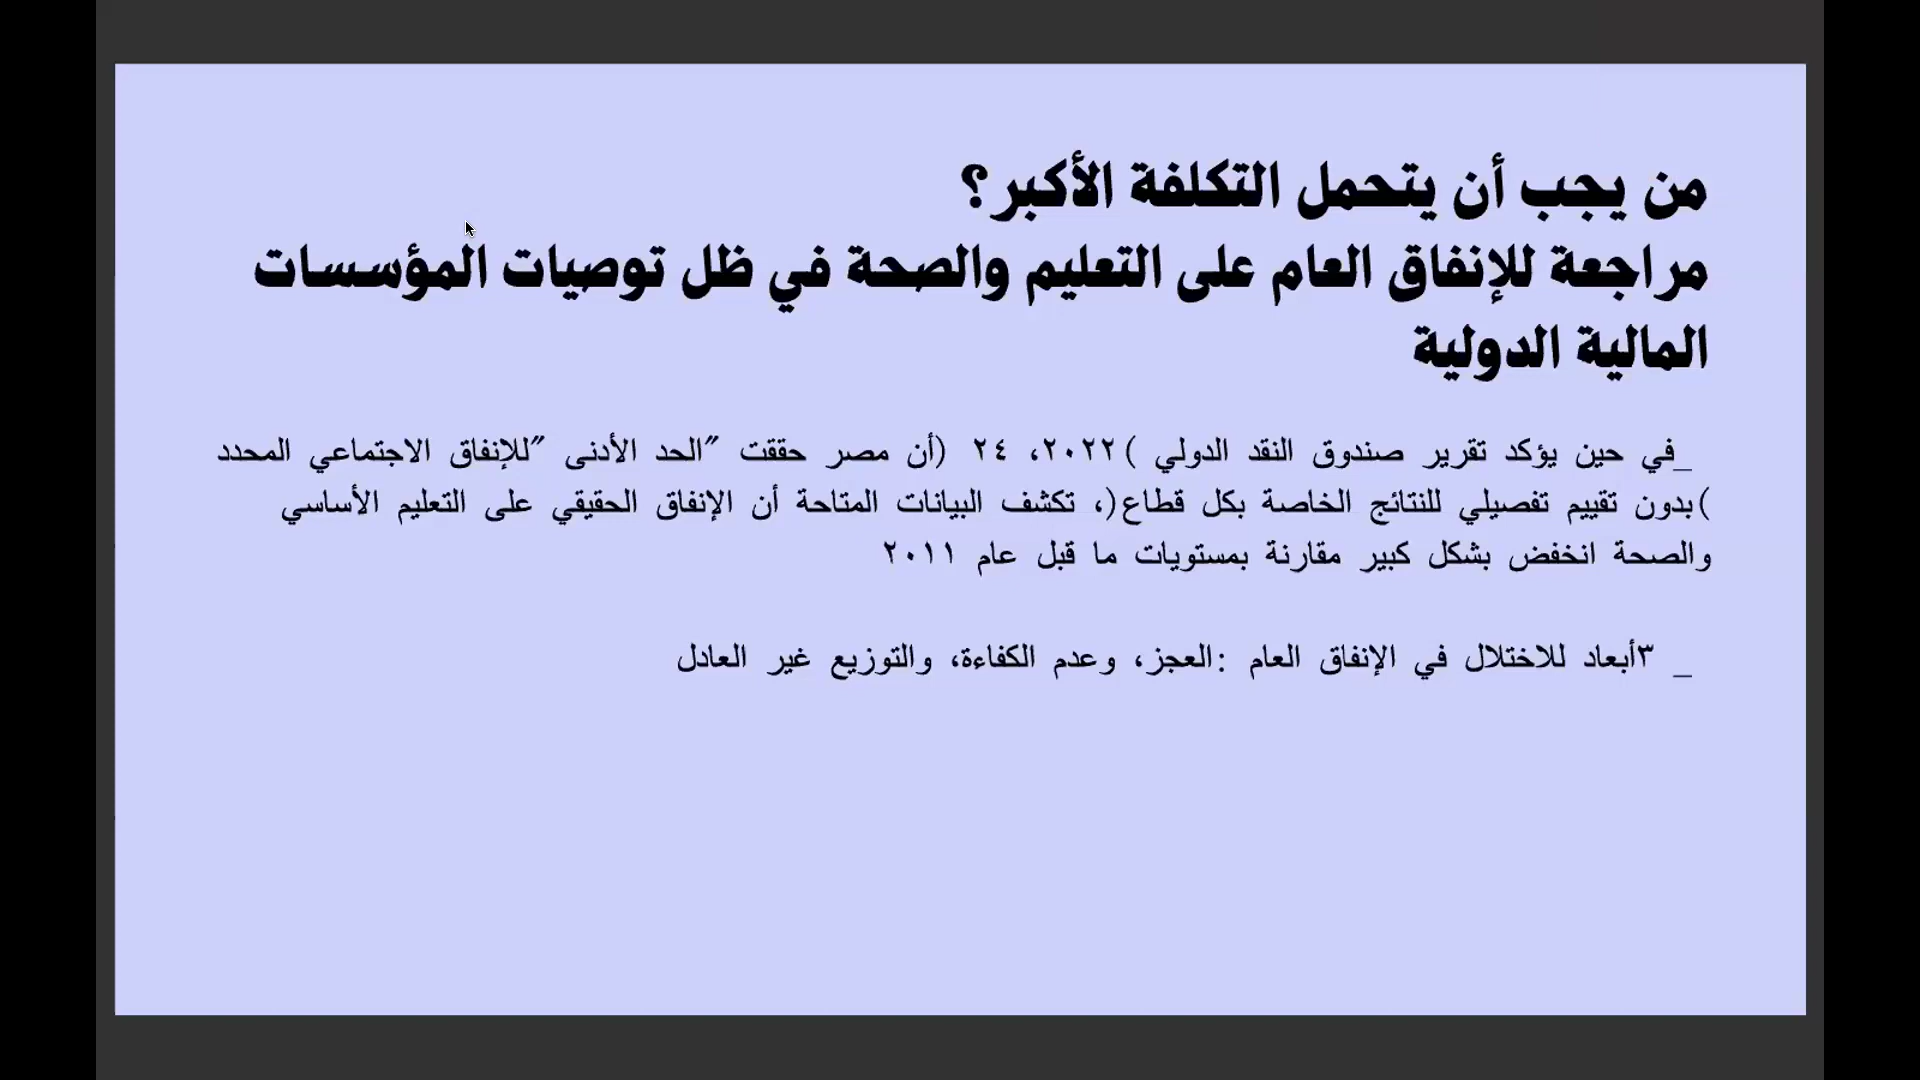 من يجب أن يتحمل التكلفة الأكبر؟
مراجعة للإنفاق العام على التعليم والصحة في ظل توصيات المؤسسات
المالية الدولية
_في حين يؤكد تقرير صندوق النقد الدولي )٢٠٢٢، ٢٤ (أن مصر حققت "الحد الأدنى "للإنفاق الاجتماعي المحدد
)بدون تقييم تفصيلي للنتائج الخاصة بكل قطاع(، تكشف البيانات المتاحة أن الإنفاق الحقيقي على التعليم الأساسي
والصحة انخفض بشكل كبير مقارنة بمستويات ما قبل عام ٢٠١١
_ ٣أبعاد للاختلال في الإنفاق العام :العجز، وعدم الكفاءة، والتوزيع غير العادل